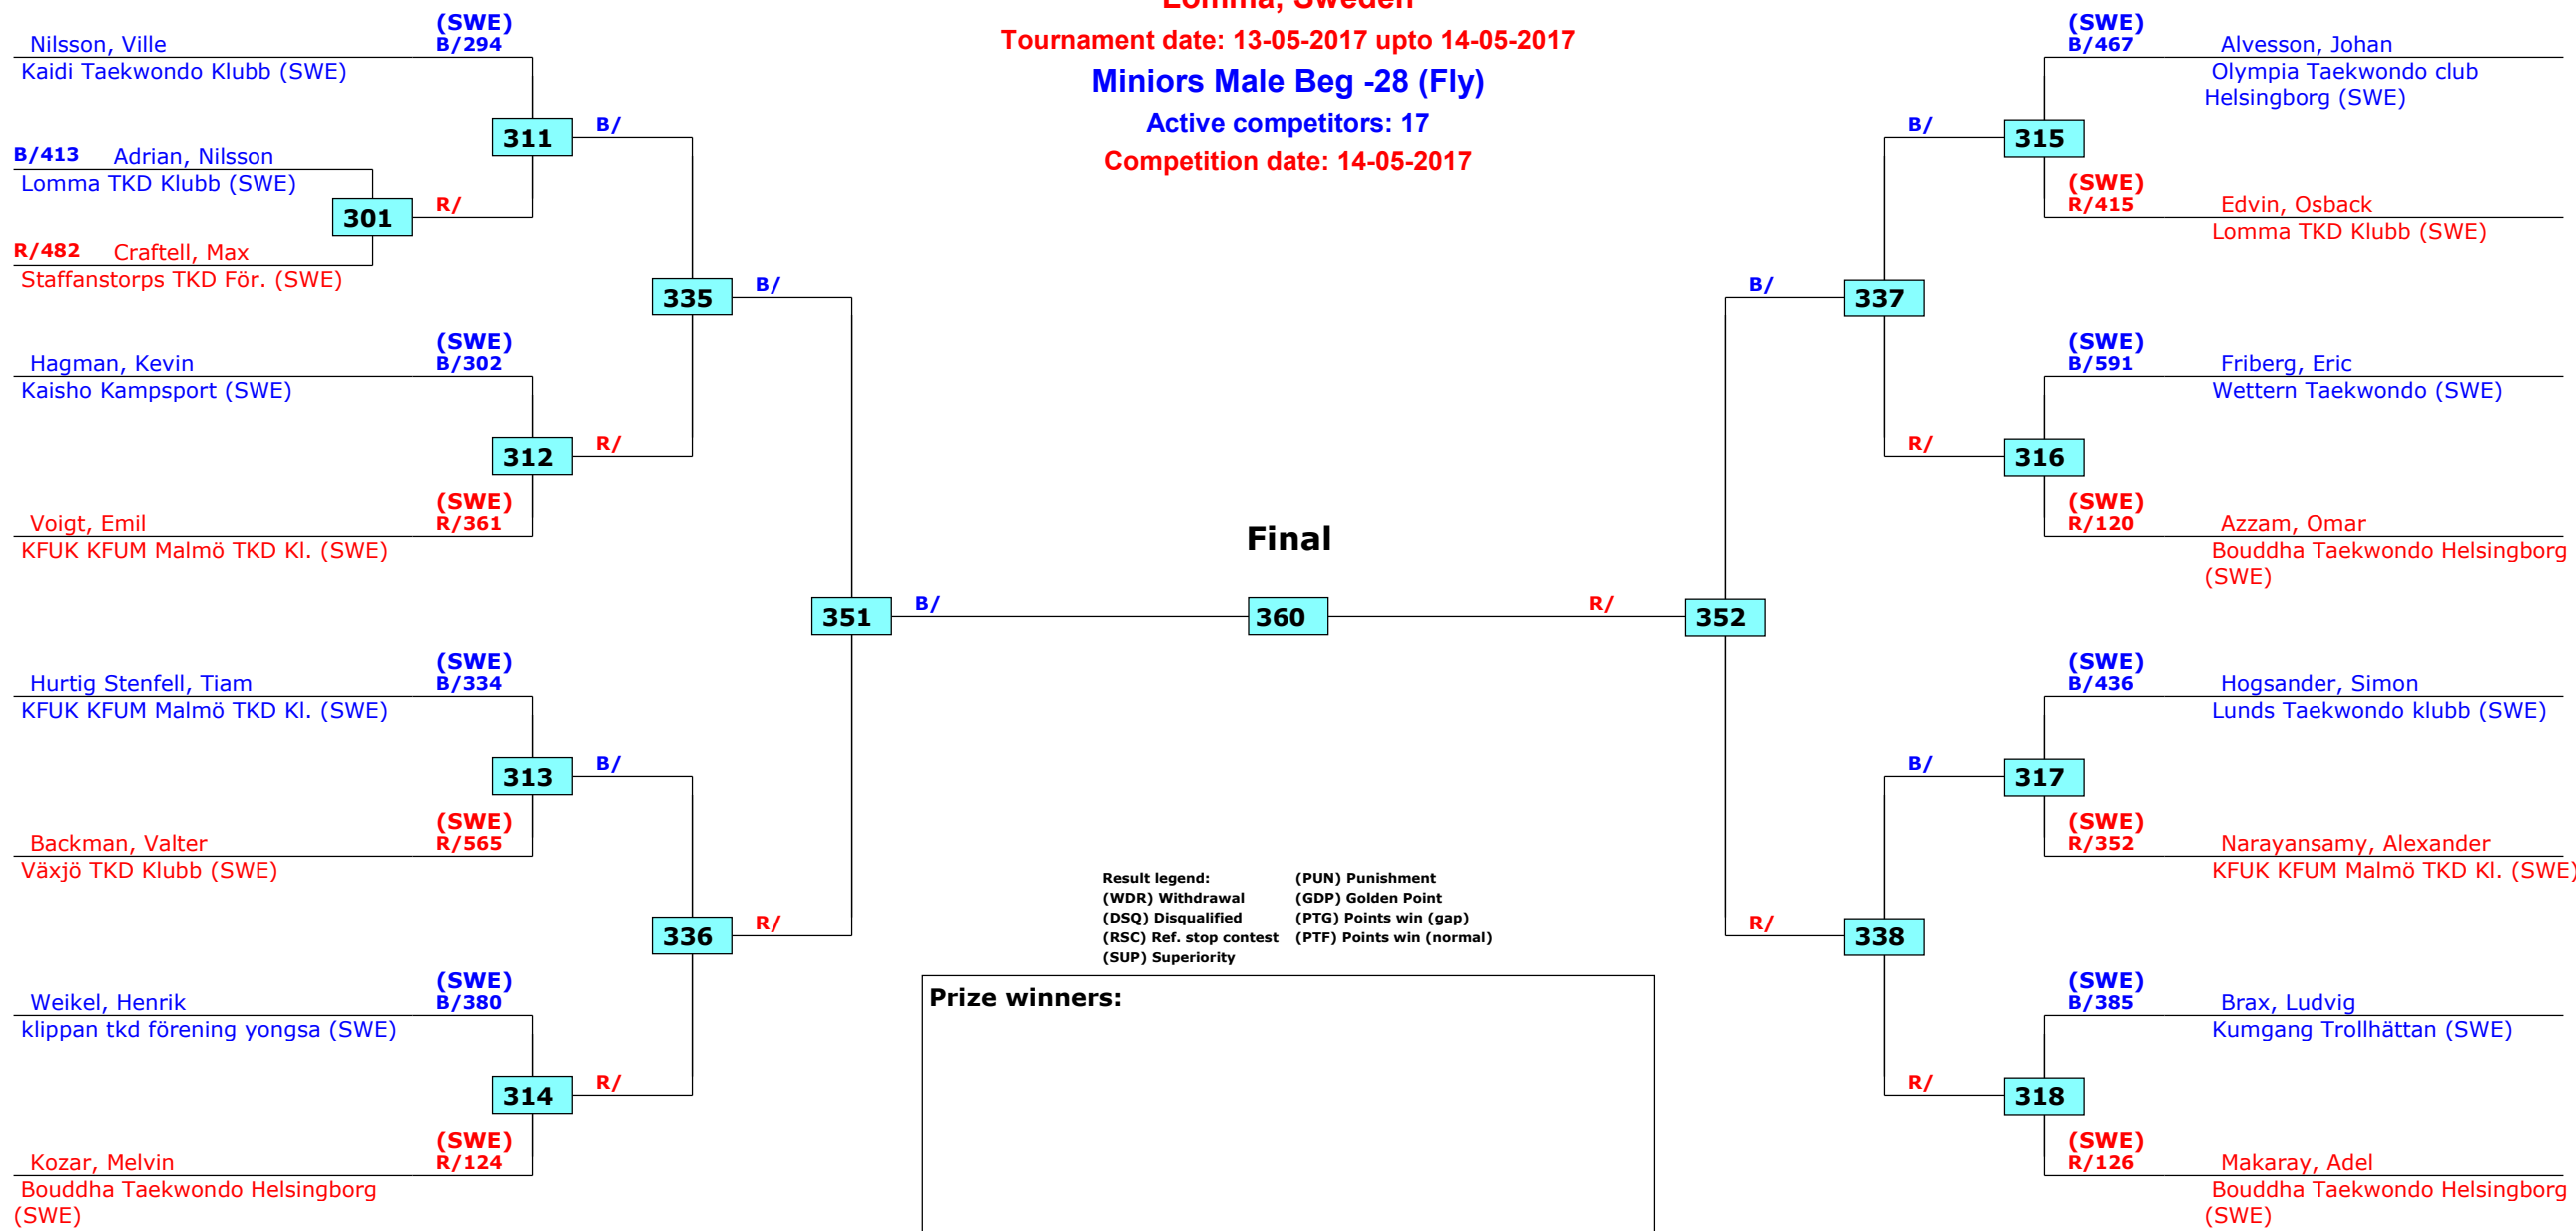 Lomma, Sweden
Tournament date: 13-05-2017 upto 14-05-2017
Miniors Male Beg -28 (Fly)
Active competitors: 17
Competition date: 14-05-2017
(SWE)
Nilsson, Ville B/294
Kaidi Taekwondo Klubb (SWE)
311 B/
B/413 Adrian, Nilsson
Lomma TKD Klubb (SWE)
301 R/
R/482 Craftell, Max
Staffanstorps TKD För. (SWE)
335 B/
(SWE)
Hagman, Kevin B/302
Kaisho Kampsport (SWE)
312 R/
(SWE)
Voigt, Emil R/361
KFUK KFUM Malmö TKD Kl. (SWE)
351 B/
(SWE)
Hurtig Stenfell, Tiam B/334
KFUK KFUM Malmö TKD Kl. (SWE)
313 B/
(SWE)
Backman, Valter R/565
Växjö TKD Klubb (SWE)
336 R/
(SWE)
Weikel, Henrik B/380
klippan tkd förening yongsa (SWE)
314 R/
(SWE)
Kozar, Melvin R/124
Bouddha Taekwondo Helsingborg
(SWE)
Final
360
R/ 352
(SWE)
B/467 Alvesson, Johan
Olympia Taekwondo club
Helsingborg (SWE)
B/ 315
(SWE)
R/415 Edvin, Osback
Lomma TKD Klubb (SWE)
B/ 337
(SWE)
B/591 Friberg, Eric
Wettern Taekwondo (SWE)
R/ 316
(SWE)
R/120 Azzam, Omar
Bouddha Taekwondo Helsingborg
(SWE)
(SWE)
B/436 Hogsander, Simon
Lunds Taekwondo klubb (SWE)
B/ 317
(SWE)
R/352 Narayansamy, Alexander
KFUK KFUM Malmö TKD Kl. (SWE)
R/ 338
(SWE)
B/385 Brax, Ludvig
Kumgang Trollhättan (SWE)
R/ 318
(SWE)
R/126 Makaray, Adel
Bouddha Taekwondo Helsingborg
(SWE)
Result legend: (PUN) Punishment
(WDR) Withdrawal (GDP) Golden Point
(DSQ) Disqualified (PTG) Points win (gap)
(RSC) Ref. stop contest (PTF) Points win (normal)
(SUP) Superiority
Prize winners: